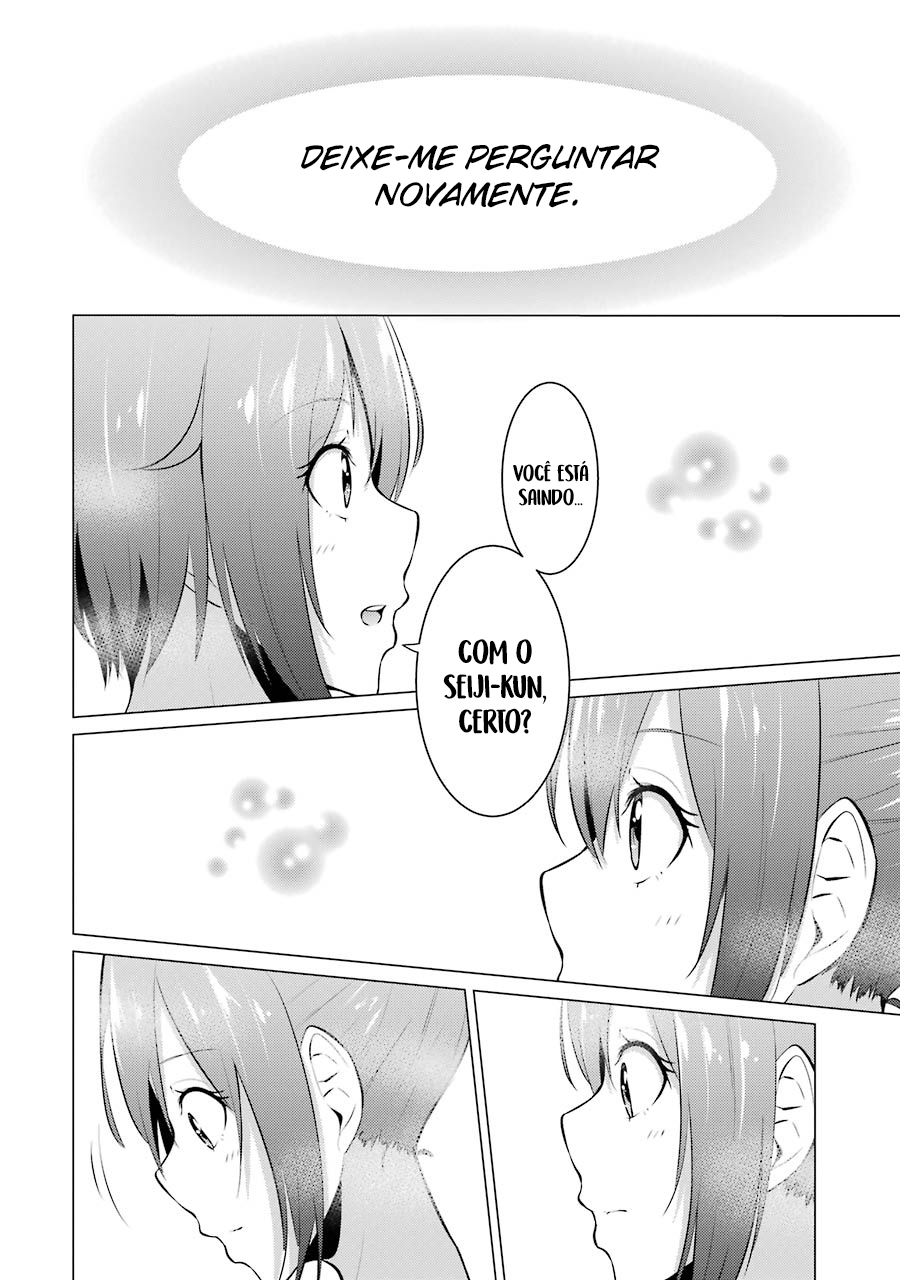 DEIXE-ME PERGUNTAR
NOVAMENTE.
VOCÊ ESTÁ
SAINDO...
COM O
SEIJI-KUN,
CERTO?